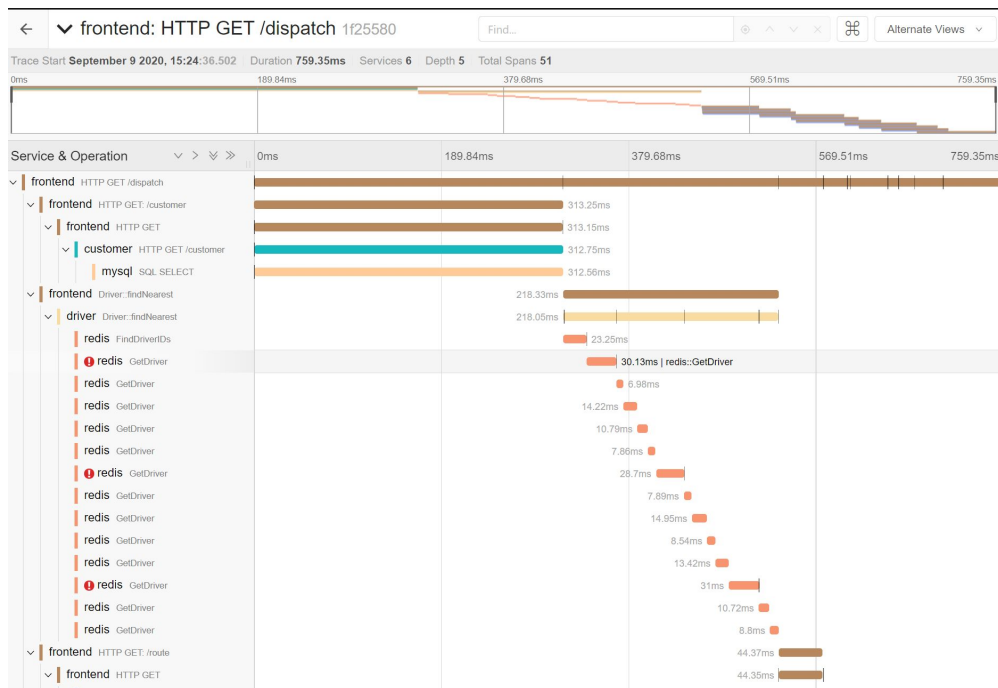 frontend: HTTP GET /dispatch 1f25580 Find... Alternate Views
Trace Start September 9 2020, 15:24:36.502 Duration 759.35ms Services 6 Depth 5 Total Spans 51
0ms 189.84ms 379.68ms 569.51ms 759.35ms
Service & Operation 0ms 189.84ms 379.68ms 569.51ms 759.35ms
frontend HTTP GET /dispatch
frontend HTTP GET: /customer 313.25ms
frontend HTTP GET 313.15ms
customer HTTP GET /customer 312.75ms
mysql SQL SELECT 312.56ms
frontend Driver::findNearest 218.33ms
driver Driver::findNearest 218.05ms
redis FindDriverIDs 23.25ms
redis GetDriver 30.13ms | redis::GetDriver
redis GetDriver 6.98ms
redis GetDriver 14.22ms
redis GetDriver 10.79ms
redis GetDriver 7.86ms
redis GetDriver 28.7ms
redis GetDriver 7.89ms
redis GetDriver 14.95ms
redis GetDriver 8.54ms
redis GetDriver 13.42ms
redis GetDriver 31ms
redis GetDriver 10.72ms
redis GetDriver 8.8ms
frontend HTTP GET: /route 44.37ms
frontend HTTP GET 44.35ms